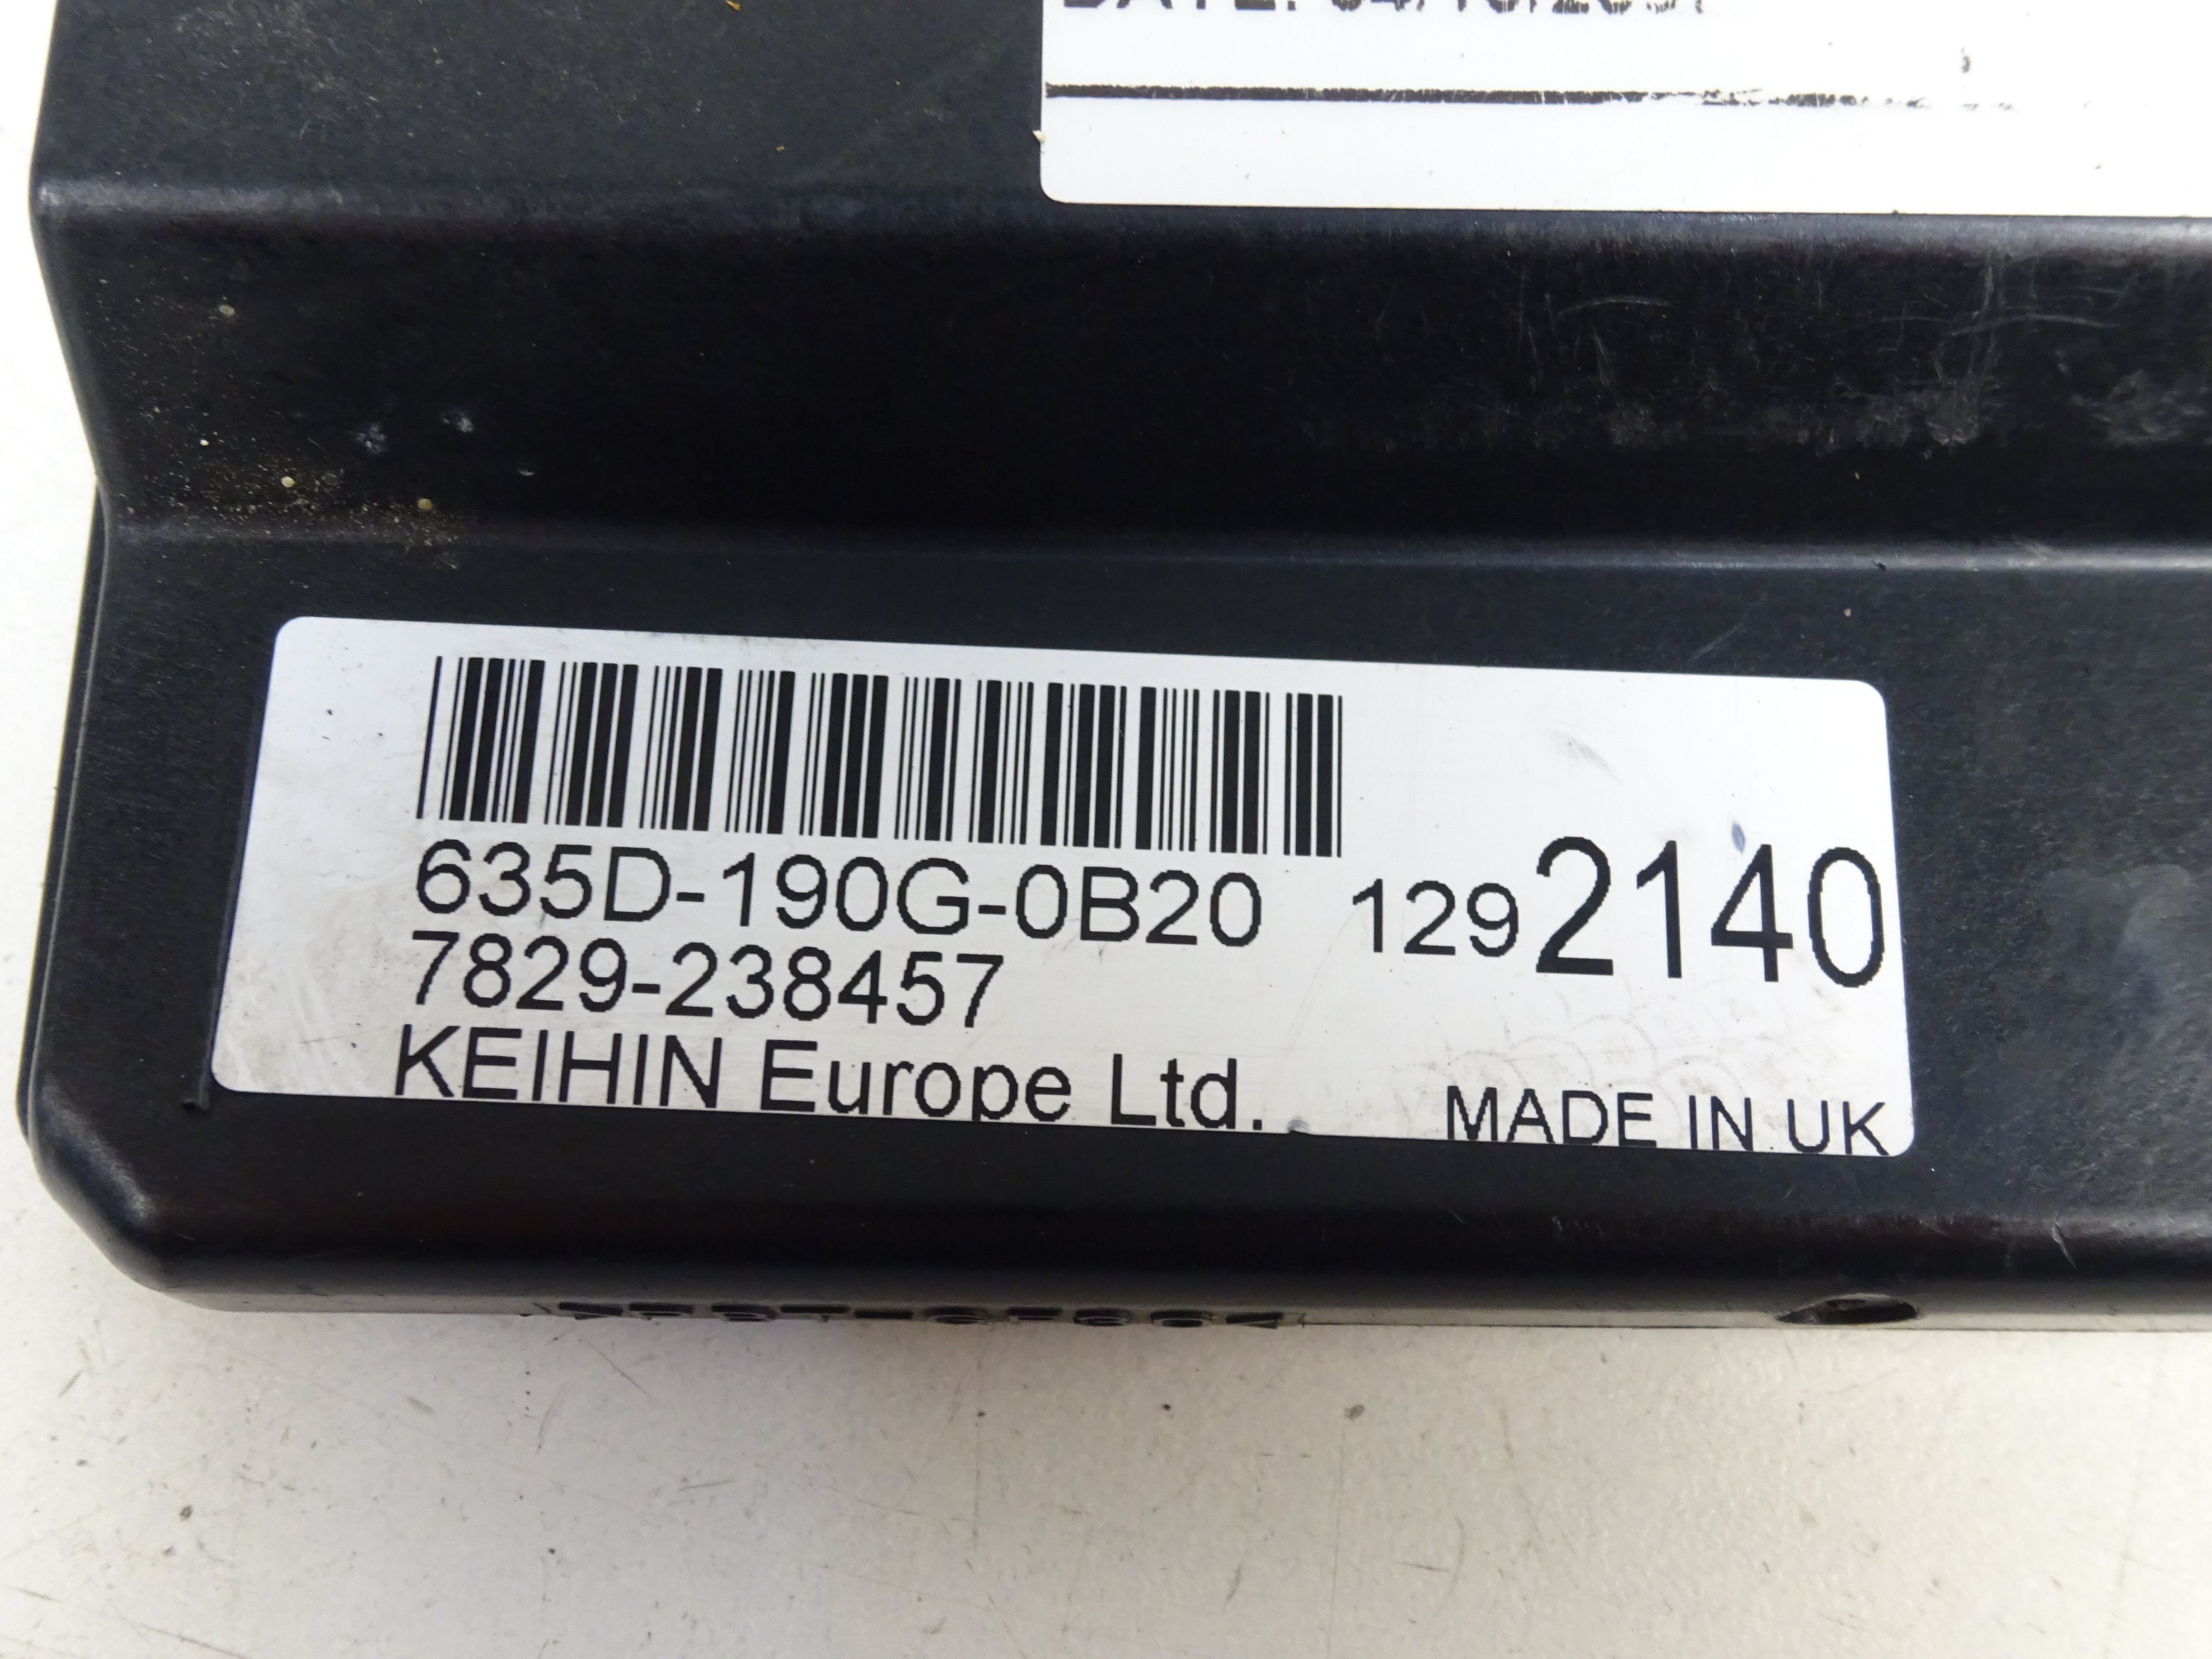 635D-190G-0B20 1292140
7829-238457
KEIHIN Europe Ltd. MADE IN UK